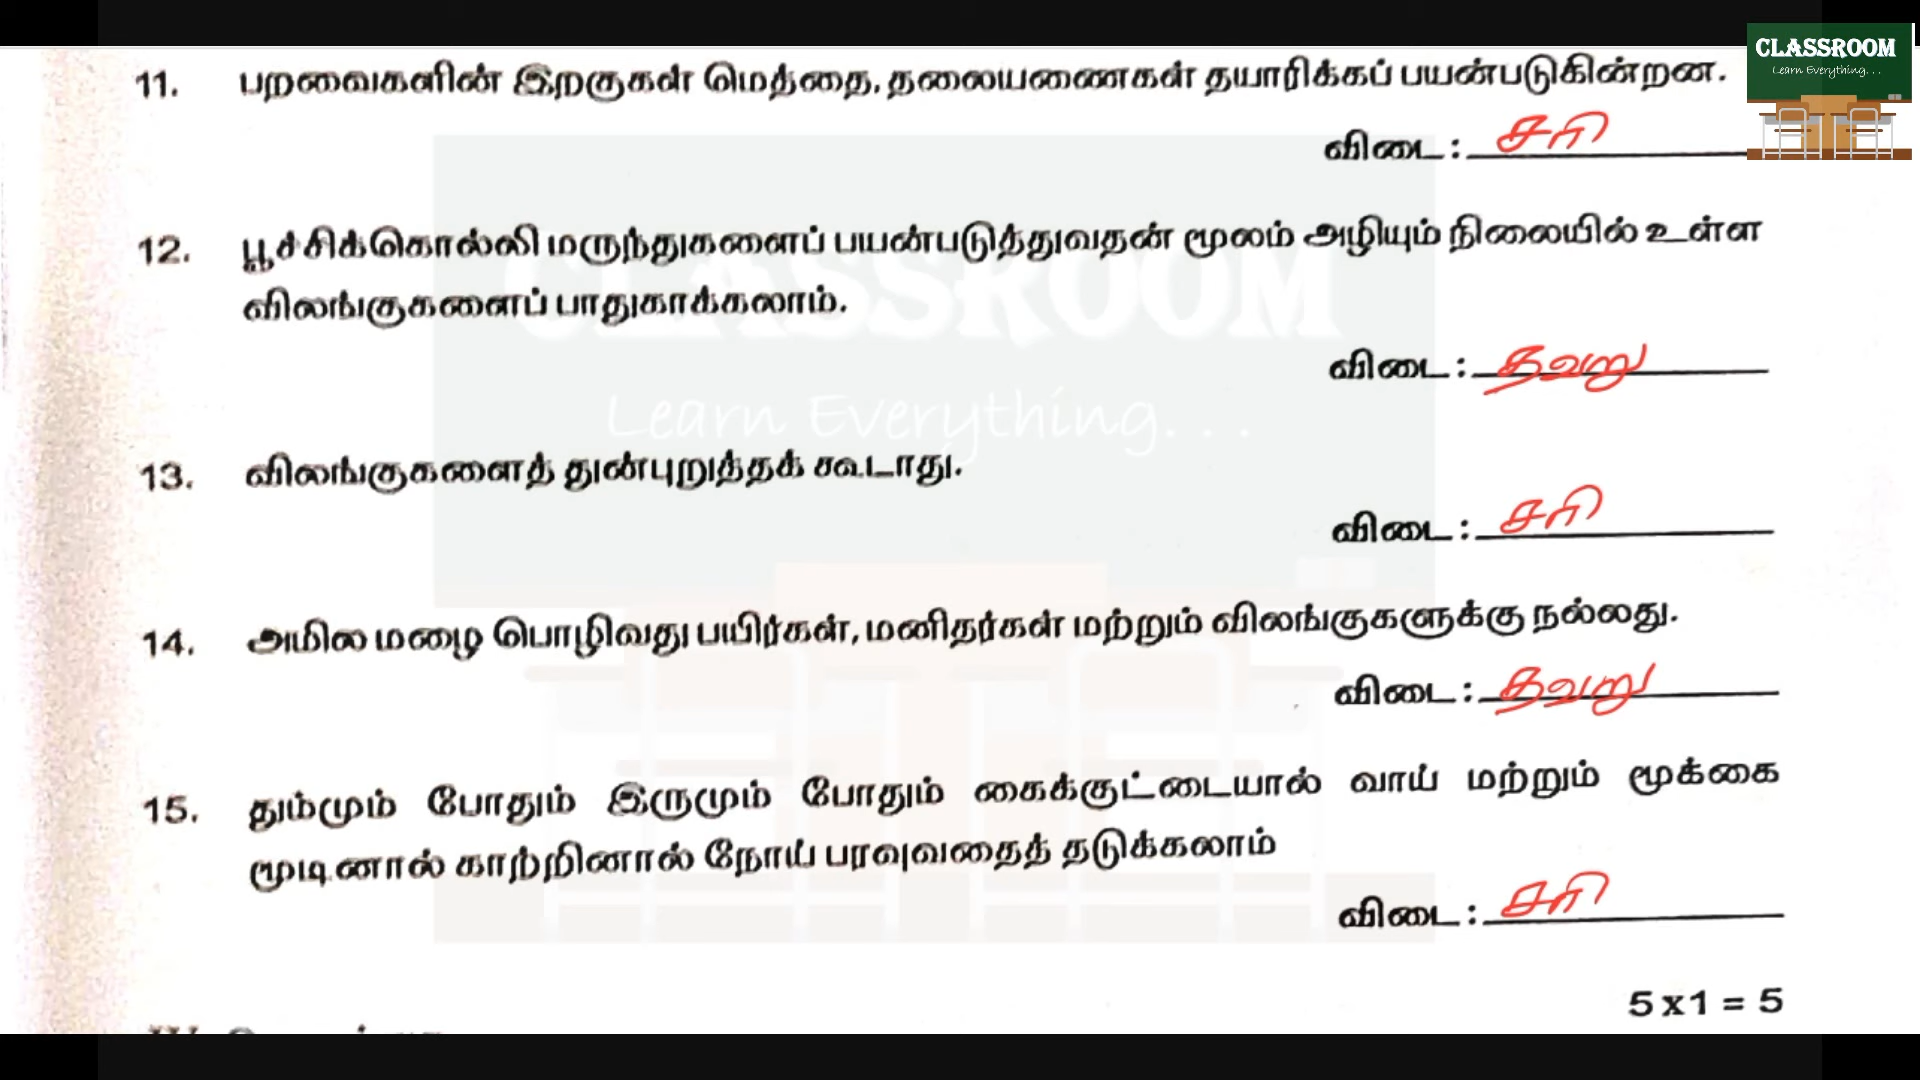 CLASSROOM
Learn Everything...
11. பறவைகளின் இறகுகள் மெத்தை, தலையணைகள் தயாரிக்கப் பயன்படுகின்றன.
விடை: சரி
12. பூச்சிக்கொல்லி மருந்துகளைப் பயன்படுத்துவதன் மூலம் அழியும் நிலையில் உள்ள
விலங்குகளைப் பாதுகாக்கலாம்.
CLASSROOM
விடை: தவறு
Learn Everything...
13. விலங்குகளைத் துன்புறுத்தக் கூடாது.
விடை: சரி
14. அமில மழை பொழிவது பயிர்கள், மனிதர்கள் மற்றும் விலங்குகளுக்கு நல்லது.
விடை: தவறு
15. தும்மும் போதும் இருமும் போதும் கைக்குட்டையால் வாய் மற்றும் மூக்கை
மூடினால் காற்றினால் நோய் பரவுவதைத் தடுக்கலாம்
விடை: சரி
5 x 1 = 5